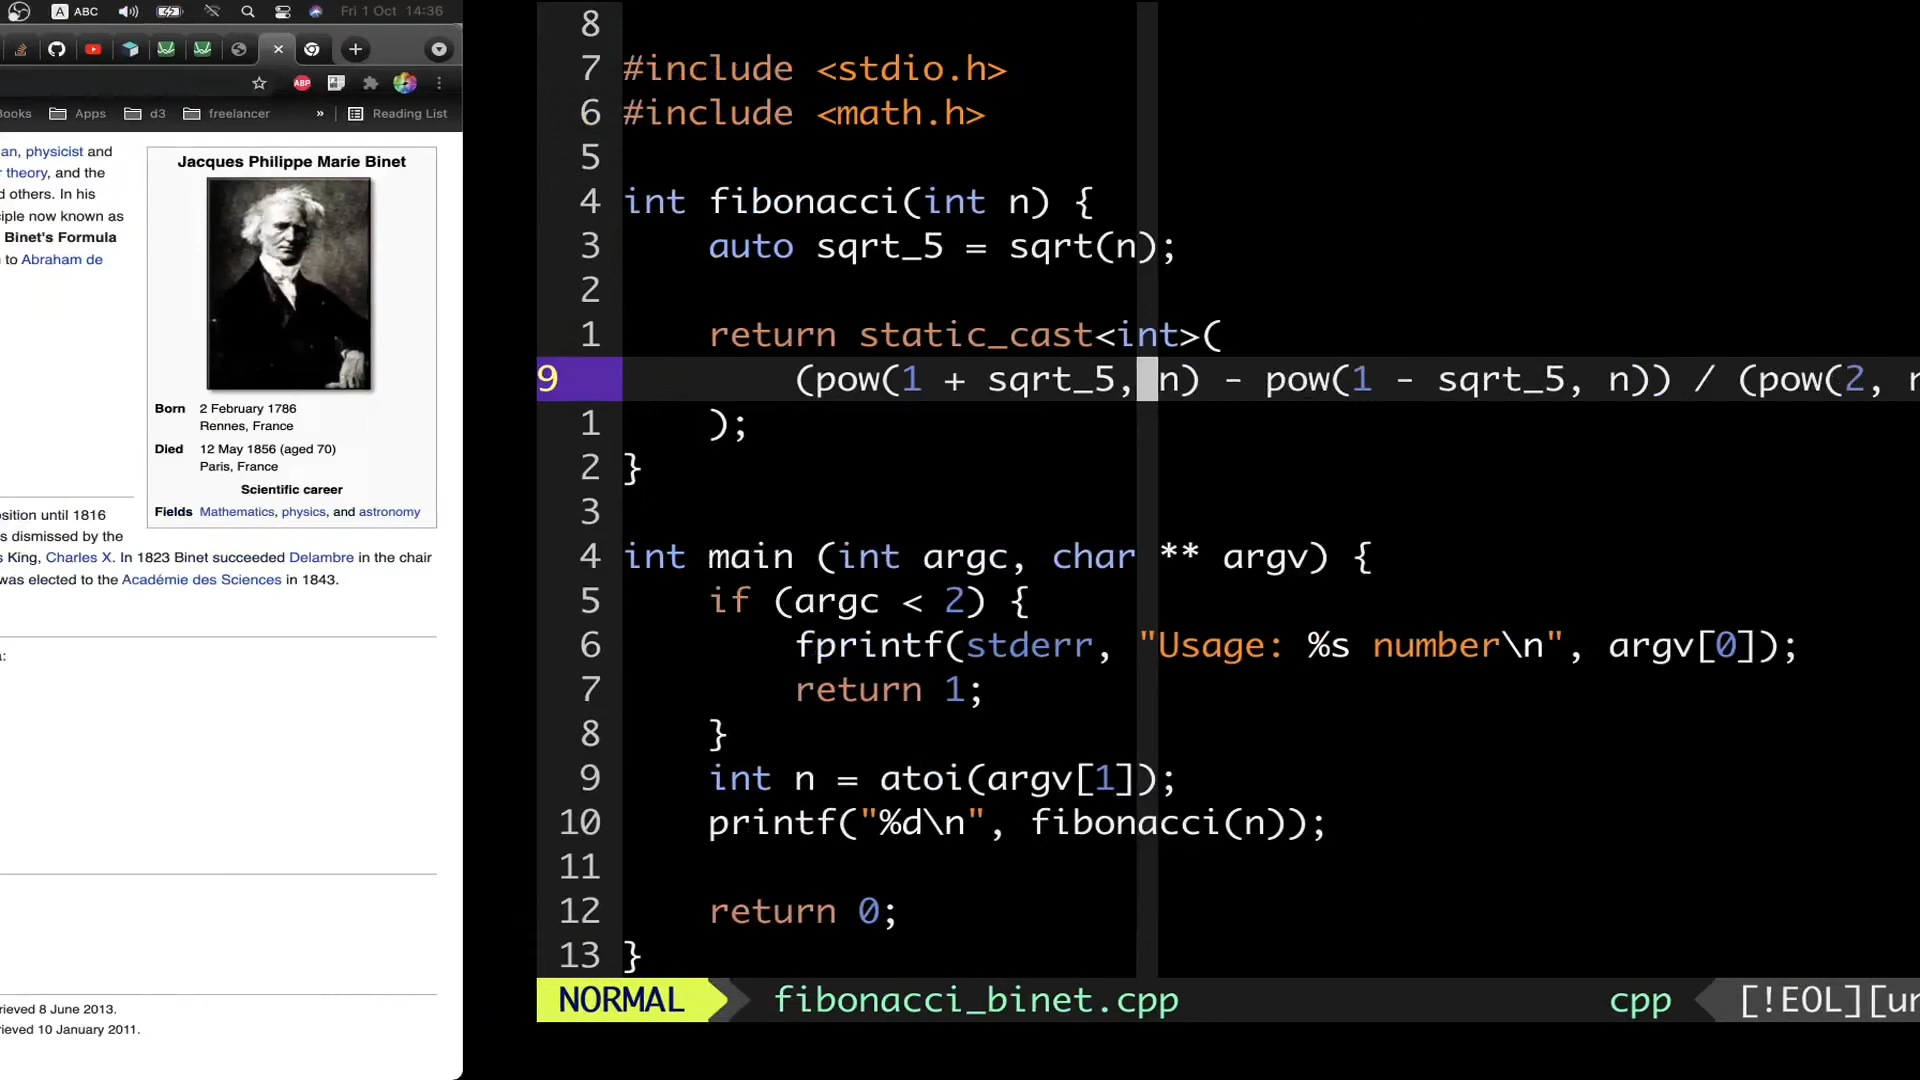 ABC
Fri 1 Oct 14:36
Books
Apps
d3
freelancer
»
Reading List
an, physicist and
r theory, and the
d others. In his
ciple now known as
Binet's Formula
n to Abraham de
Jacques Philippe Marie Binet
Born 2 February 1786
Rennes, France
Died 12 May 1856 (aged 70)
Paris, France
Scientific career
Fields Mathematics, physics, and astronomy
sition until 1816
s dismissed by the
s King, Charles X. In 1823 Binet succeeded Delambre in the chair
was elected to the Académie des Sciences in 1843.
a:
rieved 8 June 2013.
rieved 10 January 2011.
8
7 #include <stdio.h>
6 #include <math.h>
5
4 int fibonacci(int n) {
3 auto sqrt_5 = sqrt(n);
2
1 return static_cast<int>(
9 (pow(1 + sqrt_5, n) - pow(1 - sqrt_5, n)) / (pow(2, n
1 );
2 }
3
4 int main (int argc, char ** argv) {
5 if (argc < 2) {
6 fprintf(stderr, "Usage: %s number\n", argv[0]);
7 return 1;
8 }
9 int n = atoi(argv[1]);
10 printf("%d\n", fibonacci(n));
11
12 return 0;
13 }
NORMAL fibonacci_binet.cpp cpp [!EOL][un